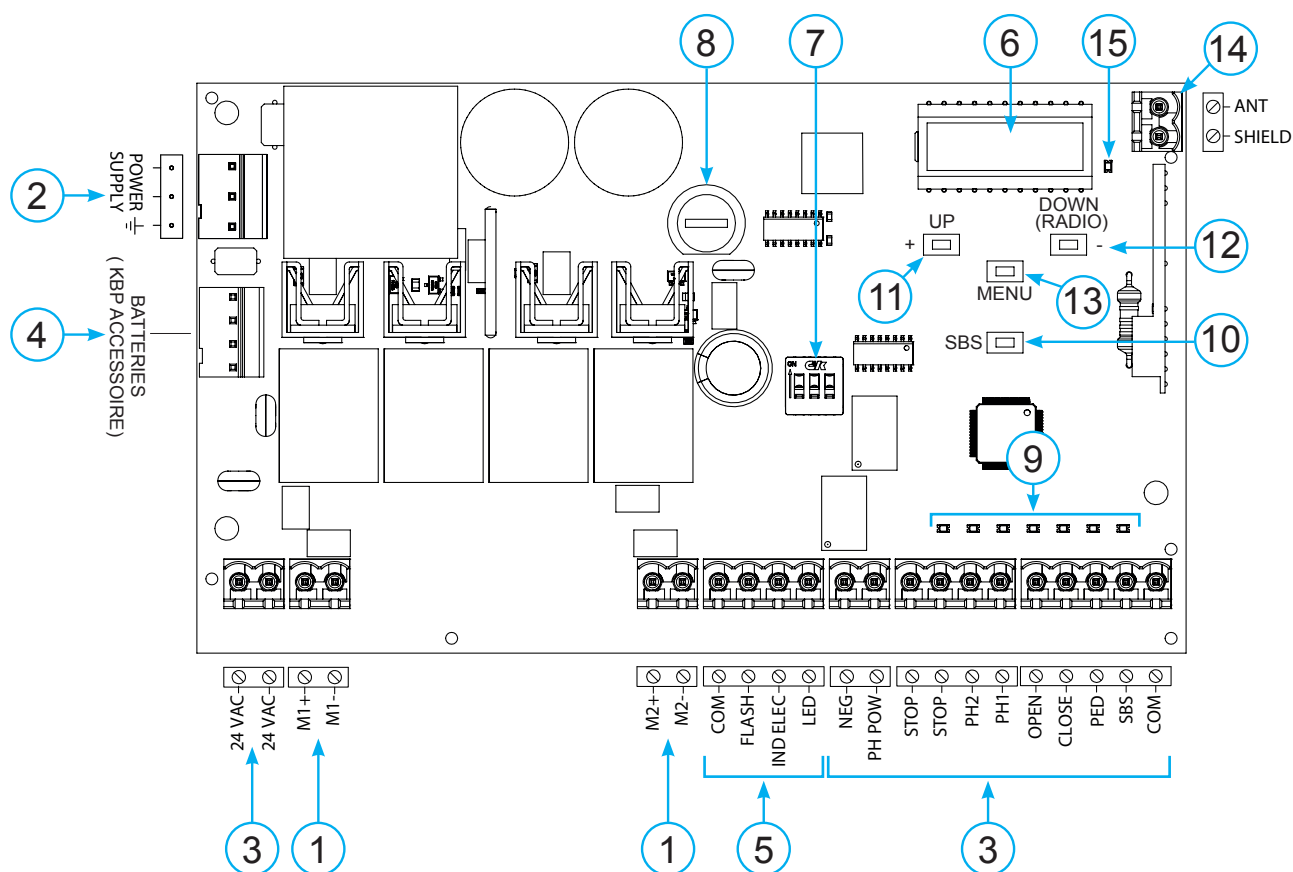 8
7
6
15
14
ANT
SHIELD
2
POWER
SUPPLY
UP
+
DOWN
(RADIO)
-
12
11
MENU
13
4
BATTERIES
( KBP ACCESSOIRE)
ON
SBS
10
9
24 VAC
24 VAC
M1+
M1-
M2+
M2-
COM
FLASH
IND ELEC
LED
NEG
PH POW
STOP
STOP
PH2
PH1
OPEN
CLOSE
PED
SBS
COM
3
1
1
5
3